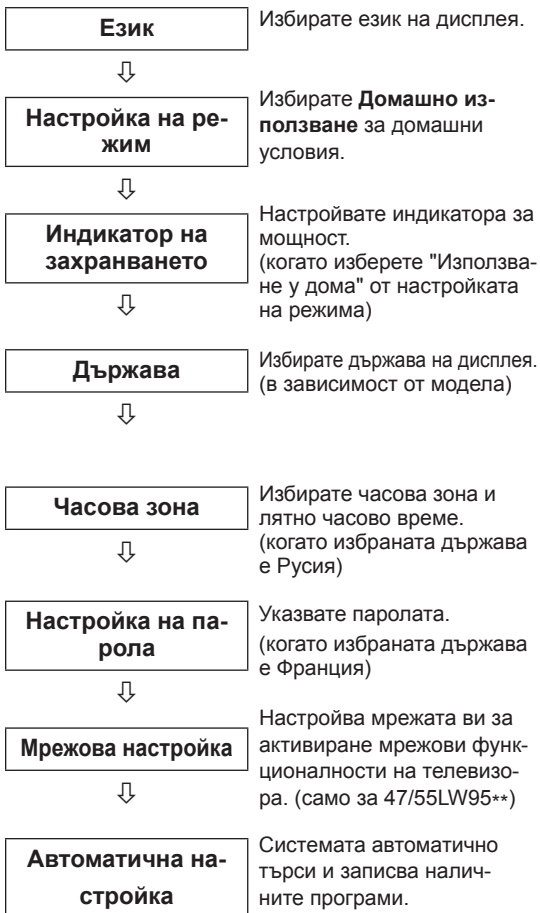 Език
Избирате език на дисплея.
⇩
Настройка на ре-
жим
Избирате Домашно из-
ползване за домашни
условия.
⇩
Индикатор на
захранването
Настройвате индикатора за
мощност.
(когато изберете "Използва-
не у дома" от настройката
на режима)
⇩
Държава
Избирате държава на дисплея.
(в зависимост от модела)
⇩
Часова зона
Избирате часова зона и
лятно часово време.
(когато избраната държава
е Русия)
⇩
Настройка на па-
рола
Указвате паролата.
(когато избраната държава
е Франция)
⇩
Мрежова настройка
Настройва мрежата ви за
активиране мрежови функ-
ционалности на телевизо-
ра. (само за 47/55LW95**)
⇩
Автоматична на-
стройка
Системата автоматично
търси и записва налич-
ните програми.